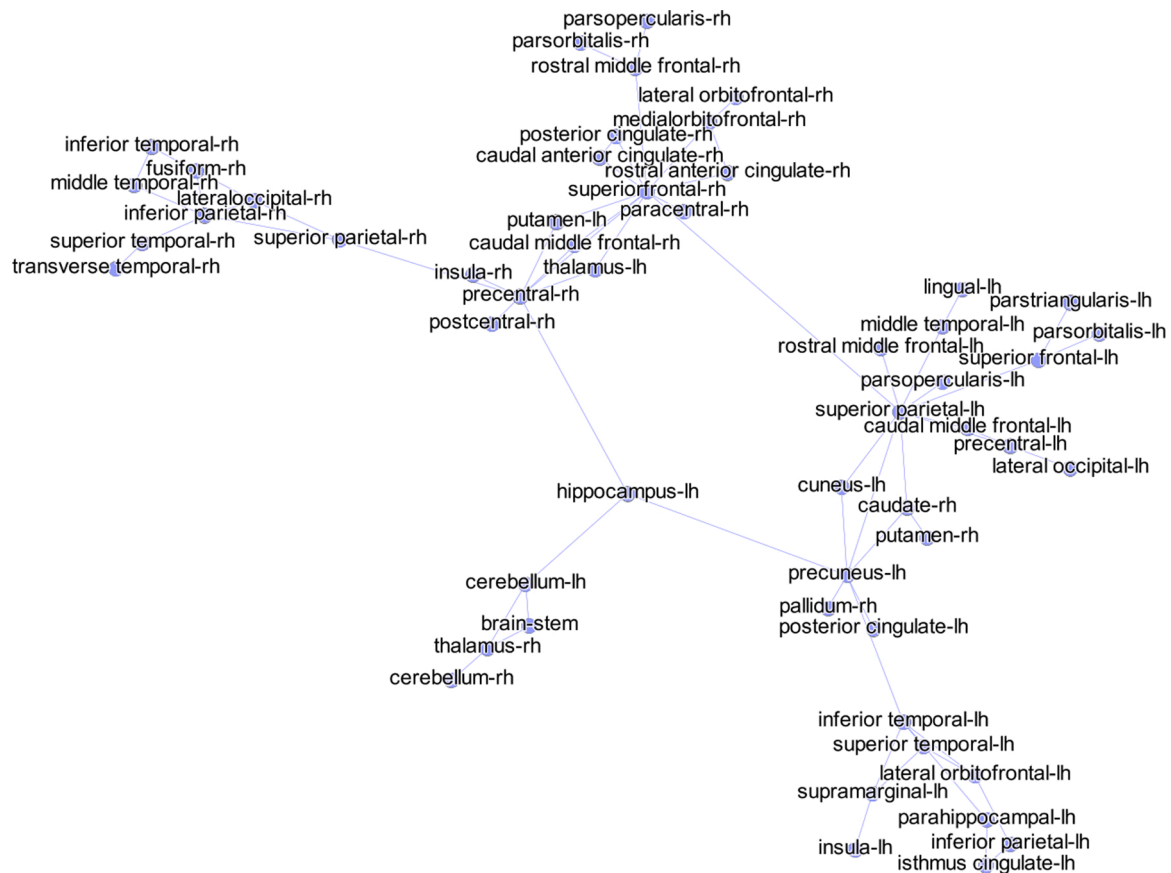 parsopercularis-rh
parsorbitalis-rh
rostral middle frontal-rh
lateral orbitofrontal-rh
medialorbitofrontal-rh
posterior cingulate-rh
caudal anterior cingulate-rh
rostral anterior cingulate-rh
superiorfrontal-rh
paracentral-rh
putamen-lh
caudal middle frontal-rh
thalamus-lh
insula-rh
precentral-rh
postcentral-rh
inferior temporal-rh
fusiform-rh
middle temporal-rh
lateraloccipital-rh
inferior parietal-rh
superior temporal-rh
superior parietal-rh
transverse temporal-rh
lingual-lh
parstriangularis-lh
middle temporal-lh
parsorbitalis-lh
rostral middle frontal-lh
superior frontal-lh
parsopercularis-lh
superior parietal-lh
caudal middle frontal-lh
precentral-lh
lateral occipital-lh
cuneus-lh
caudate-rh
putamen-rh
hippocampus-lh
precuneus-lh
pallidum-rh
posterior cingulate-lh
cerebellum-lh
brain-stem
thalamus-rh
cerebellum-rh
inferior temporal-lh
superior temporal-lh
lateral orbitofrontal-lh
supramarginal-lh
parahippocampal-lh
inferior parietal-lh
insula-lh
isthmus cingulate-lh